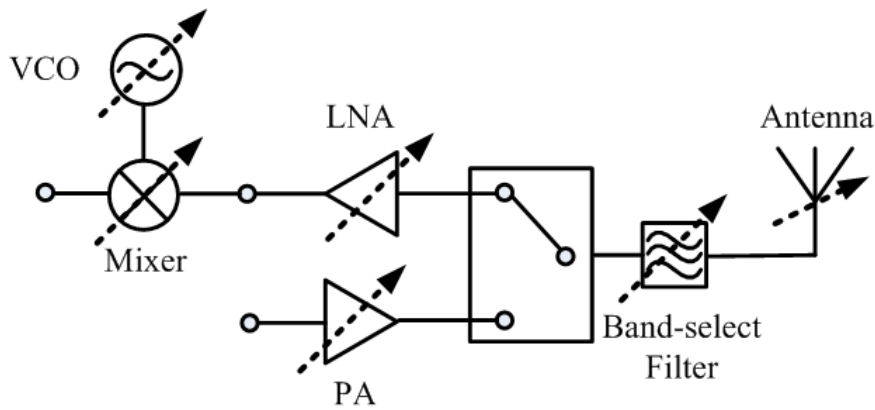 VCO
LNA
Antenna
Mixer
Band-select
Filter
PA